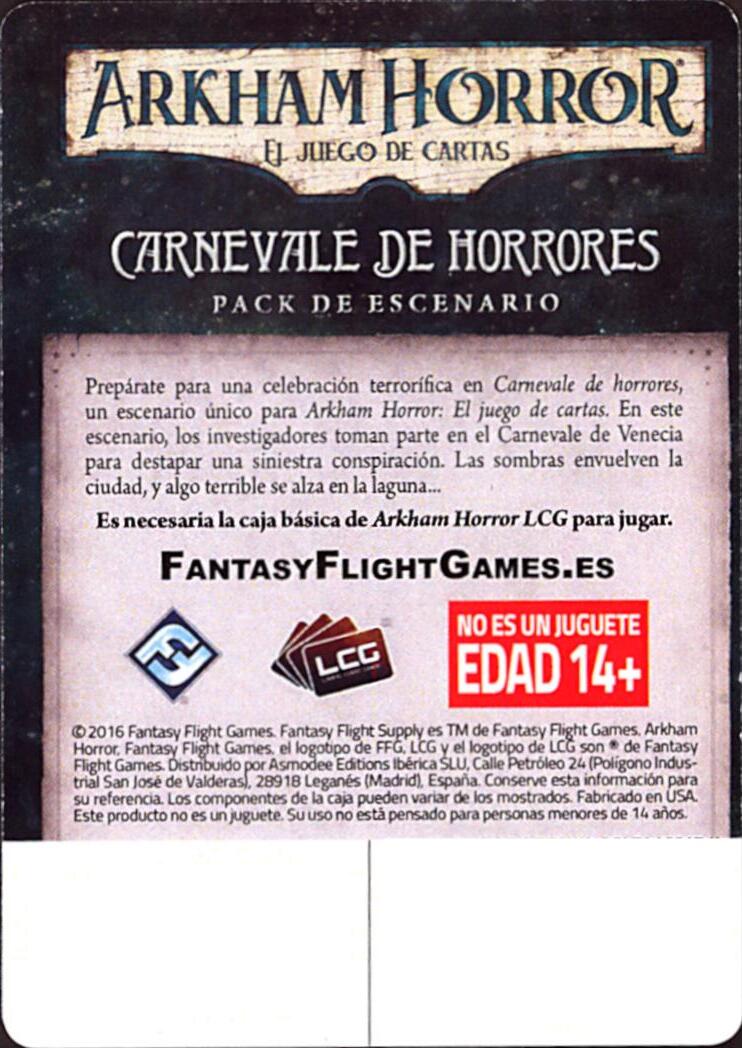 ARKHAM HORROR®
EL JUEGO DE CARTAS
CARNEVALE DE HORRORES
PACK DE ESCENARIO
Prepárate para una celebración terrorífica en Carnevale de horrores,
un escenario único para Arkham Horror: El juego de cartas. En este
escenario, los investigadores toman parte en el Carnevale de Venecia
para destapar una siniestra conspiración. Las sombras envuelven la
ciudad, y algo terrible se alza en la laguna...
Es necesaria la caja básica de Arkham Horror LCG para jugar.
FANTASYFLIGHTGAMES.ES
LCG
NO ES UN JUGUETE
EDAD 14+
© 2016 Fantasy Flight Games. Fantasy Flight Supply es TM de Fantasy Flight Games. Arkham
Horror, Fantasy Flight Games, el logotipo de FFG, LCG y el logotipo de LCG son ® de Fantasy
Flight Games. Distribuido por Asmodee Editions Ibérica SLU, Calle Petróleo 24 (Polígono Indus-
trial San José de Valderas), 28918 Leganés (Madrid), España. Conserve esta información para
su referencia. Los componentes de la caja pueden variar de los mostrados. Fabricado en USA.
Este producto no es un juguete. Su uso no está pensado para personas menores de 14 años.